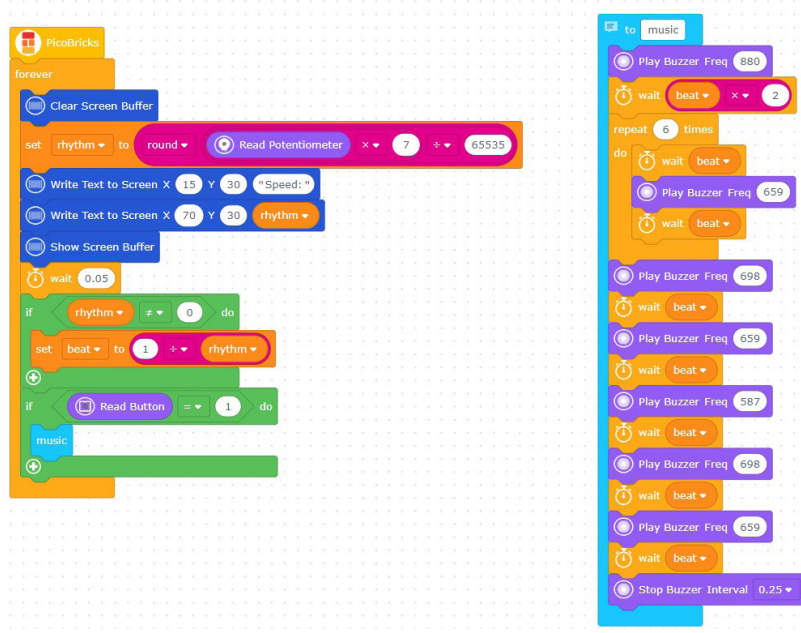 PicoBricks
forever
Clear Screen Buffer
set rhythm ▾ to round ▾ Read Potentiometer × ▾ 7 ÷ ▾ 65535
Write Text to Screen X 15 Y 30 "Speed: "
Write Text to Screen X 70 Y 30 rhythm ▾
Show Screen Buffer
wait 0.05
if rhythm ▾ ≠ ▾ 0 do
set beat ▾ to 1 ÷ ▾ rhythm ▾
if Read Button = ▾ 1 do
music
to music
Play Buzzer Freq 880
wait beat ▾ × ▾ 2
repeat 6 times
do wait beat ▾
Play Buzzer Freq 659
wait beat ▾
Play Buzzer Freq 698
wait beat ▾
Play Buzzer Freq 659
wait beat ▾
Play Buzzer Freq 587
wait beat ▾
Play Buzzer Freq 698
wait beat ▾
Play Buzzer Freq 659
wait beat ▾
Stop Buzzer Interval 0.25 ▾